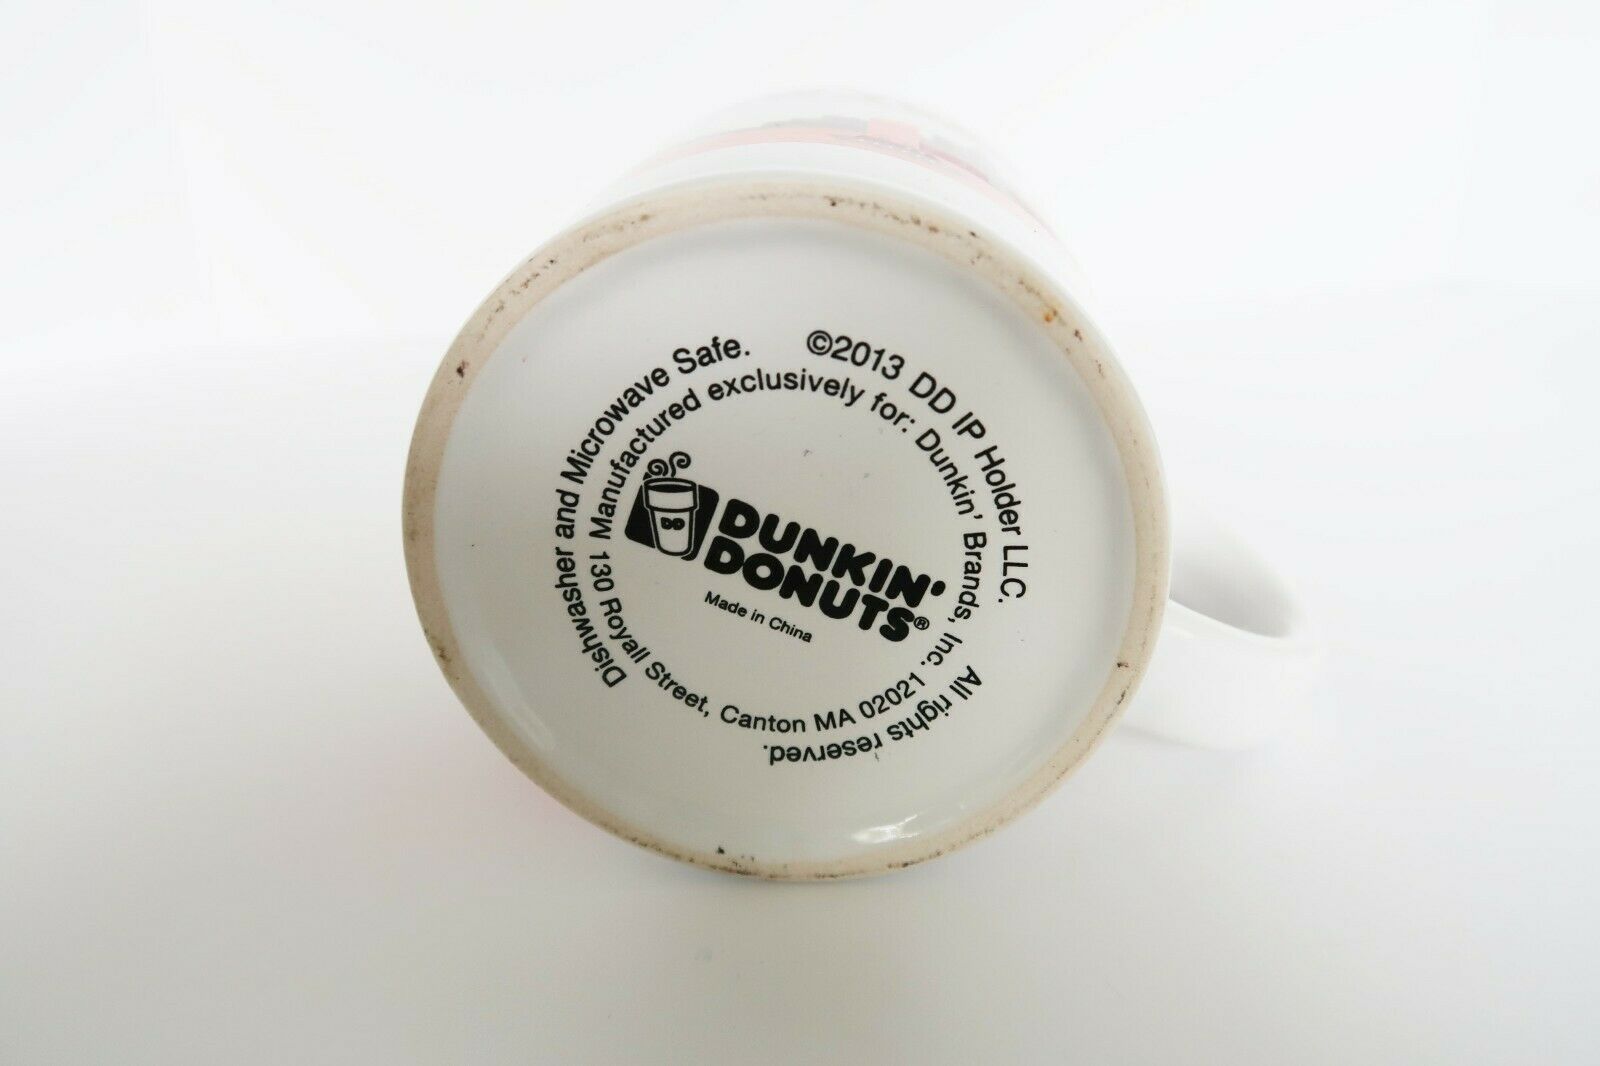 Dishwasher and Microwave Safe. ©2013 DD IP Holder LLC. All rights reserved.
Manufactured exclusively for: Dunkin' Brands, Inc.
130 Royall Street, Canton MA 02021.
DD
DUNKIN'
DONUTS®
Made in China